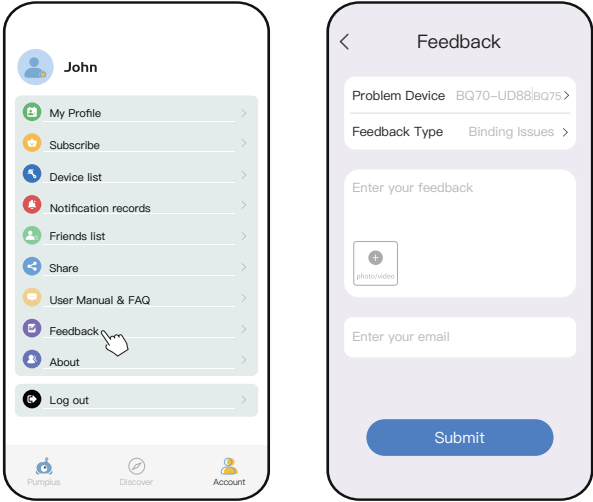 John
My Profile
Subscribe
Device list
Notification records
Friends list
Share
User Manual & FAQ
Feedback
About
Log out
Pumplus
Discover
Account
Feedback
Problem Device BQ70-UD88|BQ75
Feedback Type Binding Issues
Enter your feedback
photo/video
Enter your email
Submit